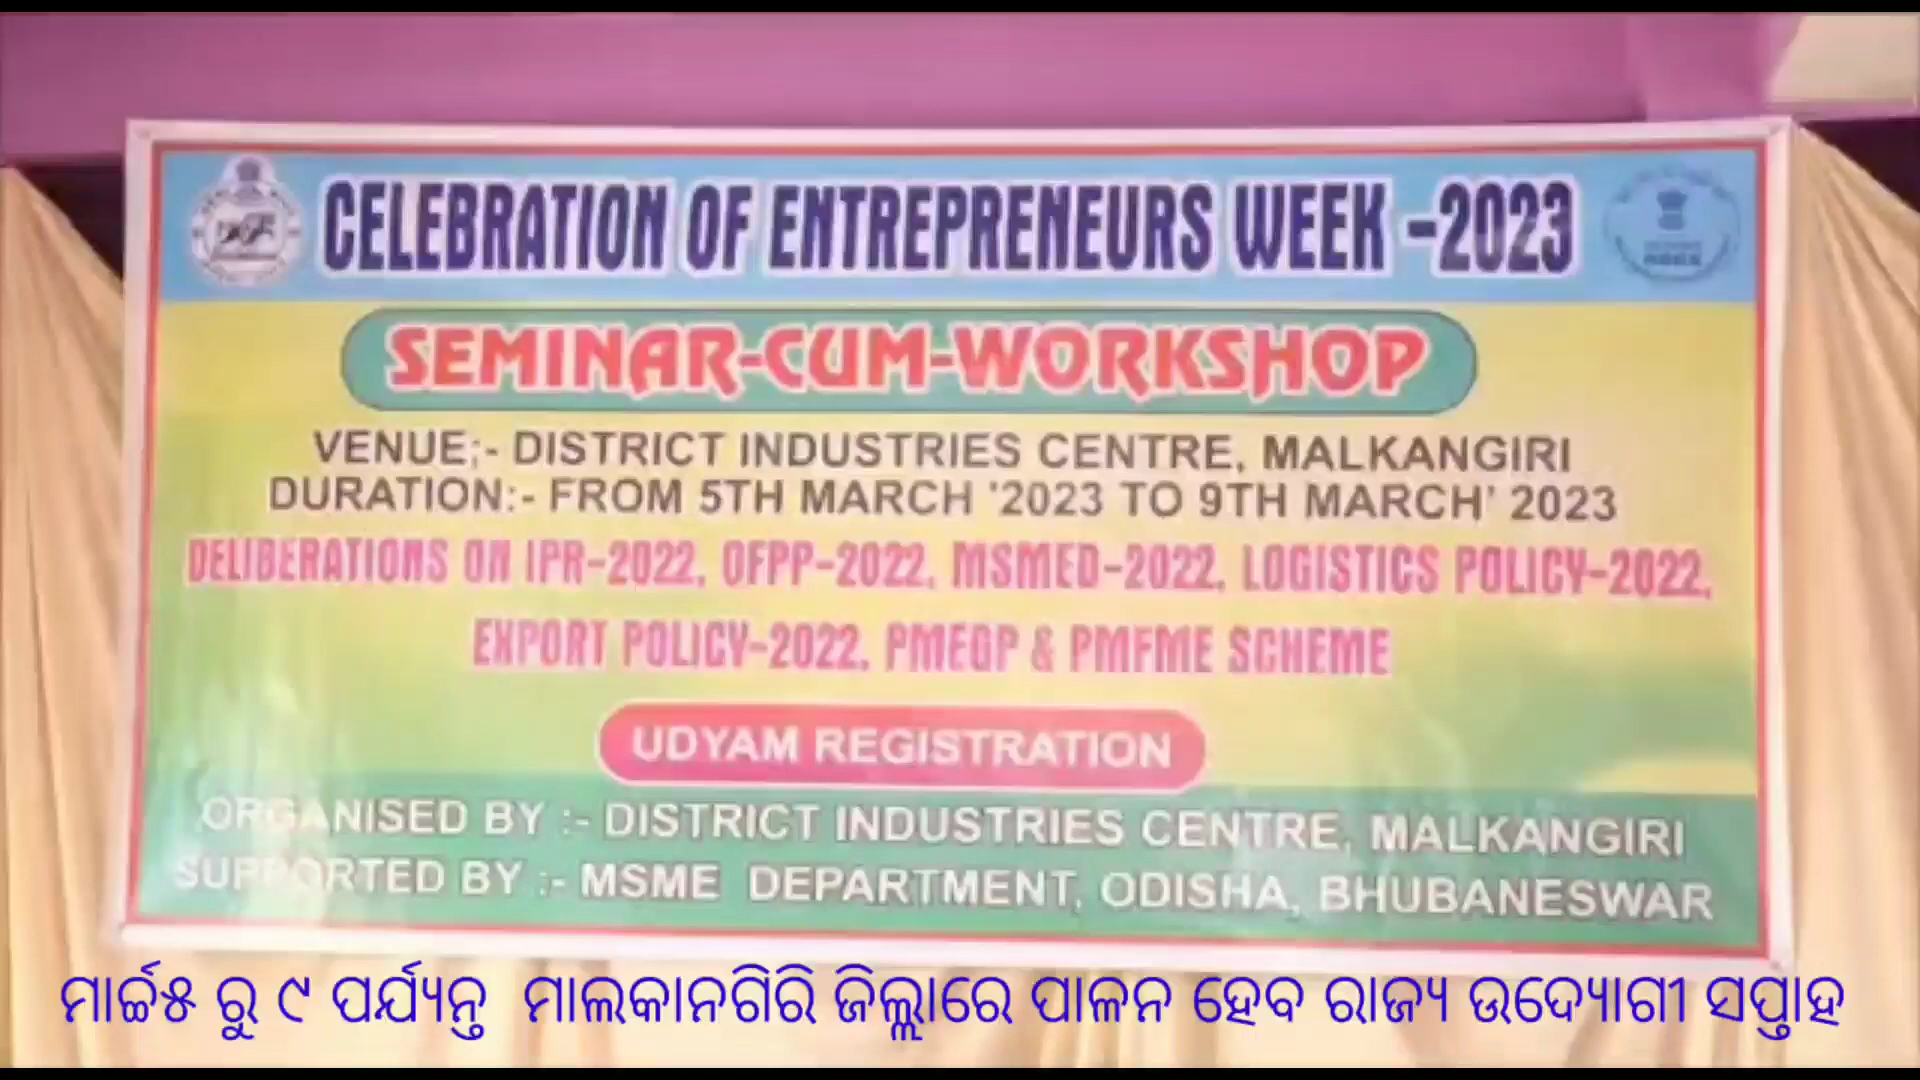 CELEBRATION OF ENTREPRENEURS WEEK -2023
SEMINAR-CUM-WORKSHOP
VENUE;- DISTRICT INDUSTRIES CENTRE, MALKANGIRI
DURATION:- FROM 5TH MARCH '2023 TO 9TH MARCH' 2023
DELIBERATIONS ON IPR-2022, OFPP-2022, MSMED-2022, LOGISTICS POLICY-2022,
EXPORT POLICY-2022, PMEGP & PMFME SCHEME
UDYAM REGISTRATION
ORGANISED BY :- DISTRICT INDUSTRIES CENTRE, MALKANGIRI
SUPPORTED BY :- MSME DEPARTMENT, ODISHA, BHUBANESWAR
ମାର୍ଚ୍ଚ୫ ରୁ ୯ ପର୍ଯ୍ୟନ୍ତ ମାଲକାନଗିରି ଜିଲ୍ଲାରେ ପାଳନ ହେବ ରାଜ୍ୟ ଉଦ୍ୟୋଗୀ ସପ୍ତାହ